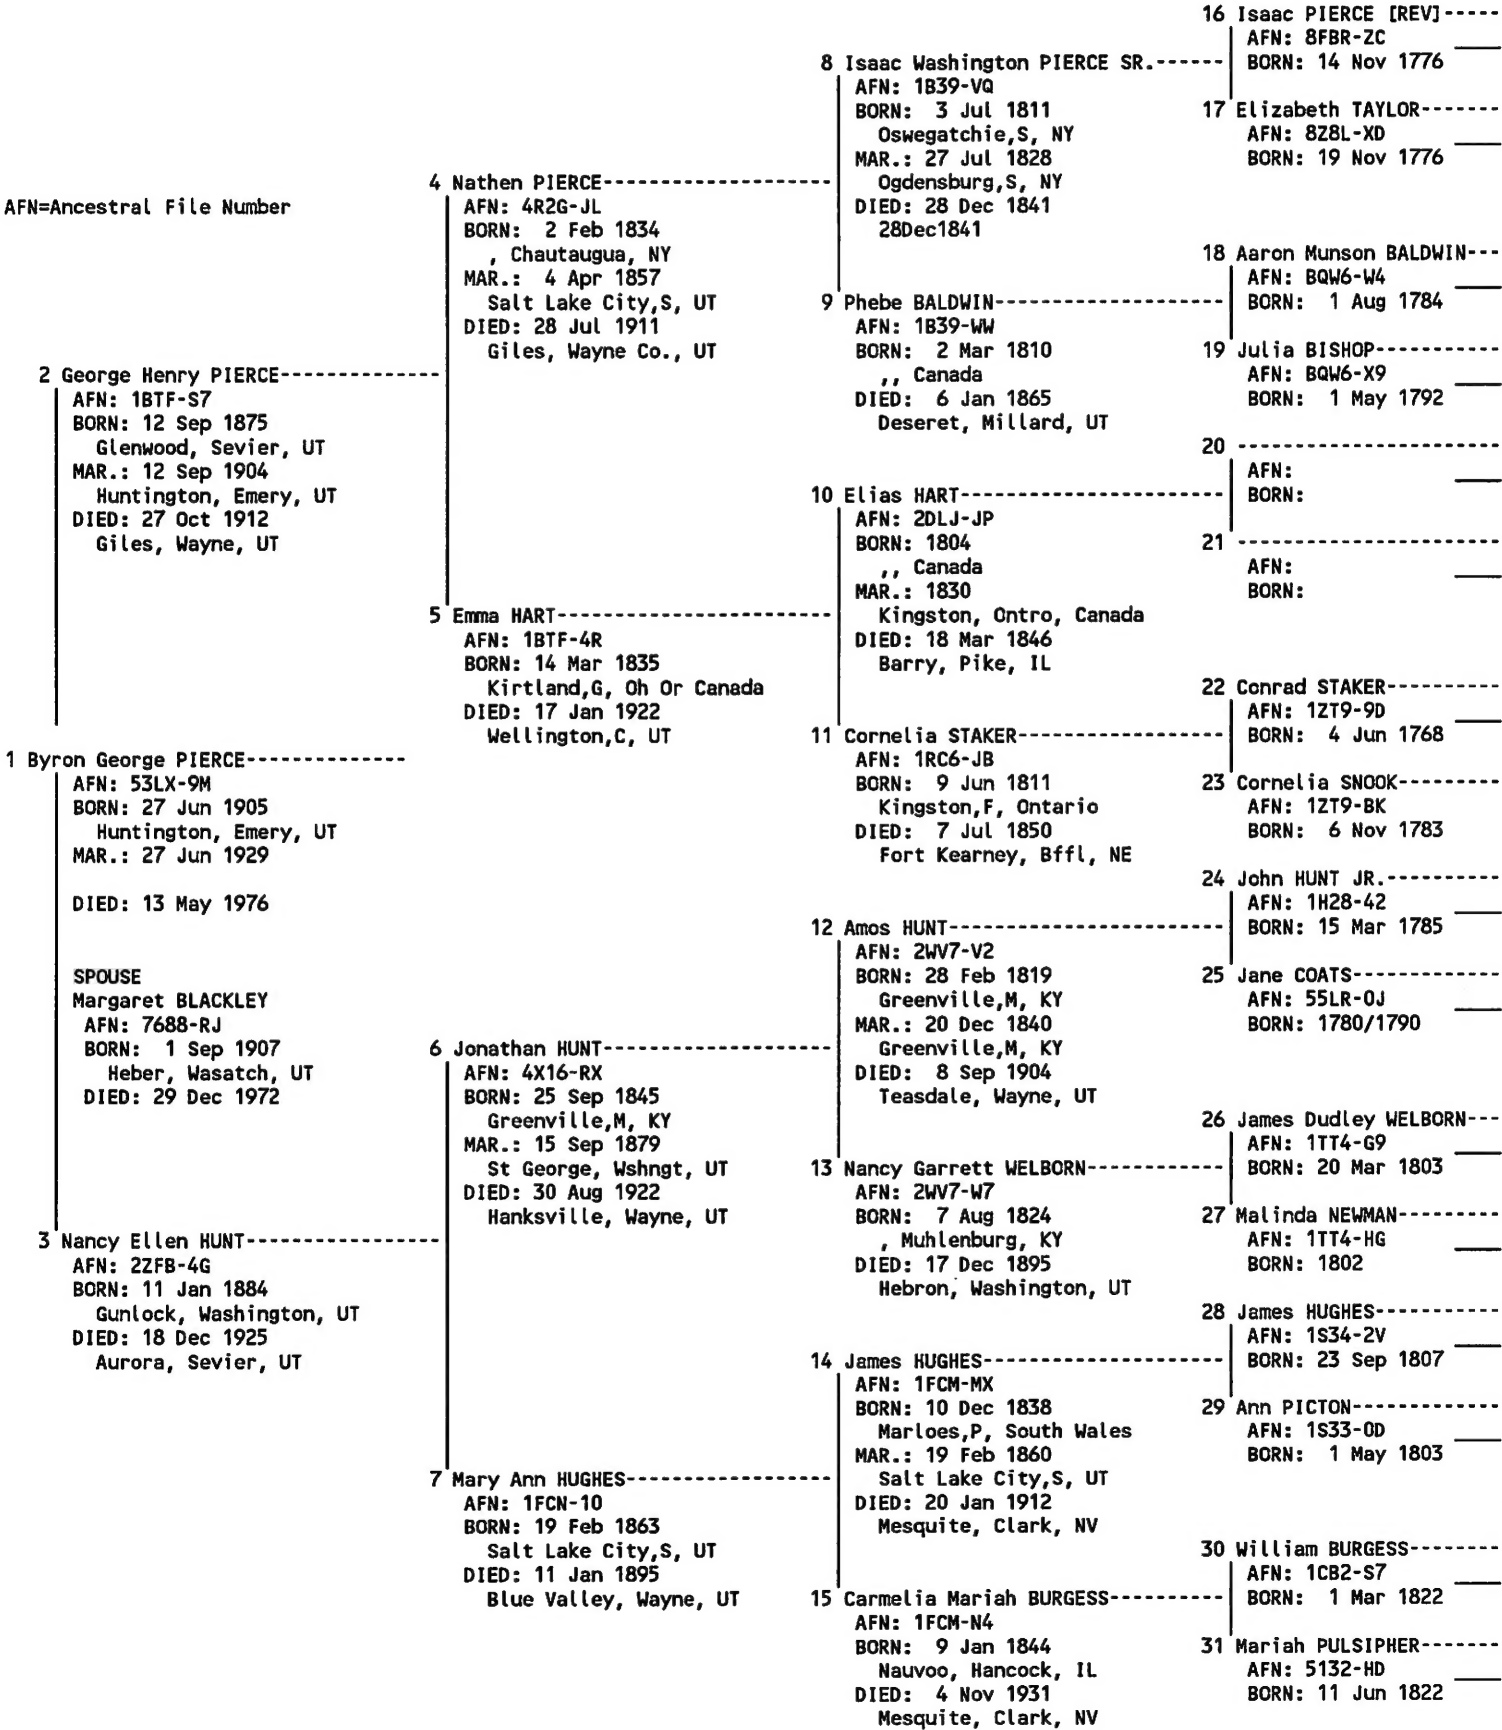 AFN=Ancestral File Number
1 Byron George PIERCE--------------
AFN: 53LX-9M
BORN: 27 Jun 1905
Huntington, Emery, UT
MAR.: 27 Jun 1929
DIED: 13 May 1976
SPOUSE
Margaret BLACKLEY
AFN: 7688-RJ
BORN:  1 Sep 1907
Heber, Wasatch, UT
DIED: 29 Dec 1972
2 George Henry PIERCE--------------
AFN: 1BTF-S7
BORN: 12 Sep 1875
Glenwood, Sevier, UT
MAR.: 12 Sep 1904
Huntington, Emery, UT
DIED: 27 Oct 1912
Giles, Wayne, UT
3 Nancy Ellen HUNT-----------------
AFN: 2ZFB-4G
BORN: 11 Jan 1884
Gunlock, Washington, UT
DIED: 18 Dec 1925
Aurora, Sevier, UT
4 Nathen PIERCE--------------------
AFN: 4R2G-JL
BORN:  2 Feb 1834
, Chautaugua, NY
MAR.:  4 Apr 1857
Salt Lake City,S, UT
DIED: 28 Jul 1911
Giles, Wayne Co., UT
5 Emma HART------------------------
AFN: 1BTF-4R
BORN: 14 Mar 1835
Kirtland,G, Oh Or Canada
DIED: 17 Jan 1922
Wellington,C, UT
6 Jonathan HUNT--------------------
AFN: 4X16-RX
BORN: 25 Sep 1845
Greenville,M, KY
MAR.: 15 Sep 1879
St George, Wshngt, UT
DIED: 30 Aug 1922
Hanksville, Wayne, UT
7 Mary Ann HUGHES------------------
AFN: 1FCN-10
BORN: 19 Feb 1863
Salt Lake City,S, UT
DIED: 11 Jan 1895
Blue Valley, Wayne, UT
8 Isaac Washington PIERCE SR.------
AFN: 1B39-VQ
BORN:  3 Jul 1811
Oswegatchie,S, NY
MAR.: 27 Jul 1828
Ogdensburg,S, NY
DIED: 28 Dec 1841
28Dec1841
9 Phebe BALDWIN--------------------
AFN: 1B39-WW
BORN:  2 Mar 1810
,, Canada
DIED:  6 Jan 1865
Deseret, Millard, UT
10 Elias HART-----------------------
AFN: 2DLJ-JP
BORN: 1804
,, Canada
MAR.: 1830
Kingston, Ontro, Canada
DIED: 18 Mar 1846
Barry, Pike, IL
11 Cornelia STAKER------------------
AFN: 1RC6-JB
BORN:  9 Jun 1811
Kingston,F, Ontario
DIED:  7 Jul 1850
Fort Kearney, Bffl, NE
12 Amos HUNT------------------------
AFN: 2WV7-V2
BORN: 28 Feb 1819
Greenville,M, KY
MAR.: 20 Dec 1840
Greenville,M, KY
DIED:  8 Sep 1904
Teasdale, Wayne, UT
13 Nancy Garrett WELBORN------------
AFN: 2WV7-W7
BORN:  7 Aug 1824
, Muhlenburg, KY
DIED: 17 Dec 1895
Hebron, Washington, UT
14 James HUGHES---------------------
AFN: 1FCM-MX
BORN: 10 Dec 1838
Marloes,P, South Wales
MAR.: 19 Feb 1860
Salt Lake City,S, UT
DIED: 20 Jan 1912
Mesquite, Clark, NV
15 Carmelia Mariah BURGESS----------
AFN: 1FCM-N4
BORN:  9 Jan 1844
Nauvoo, Hancock, IL
DIED:  4 Nov 1931
Mesquite, Clark, NV
16 Isaac PIERCE [REV]-----
AFN: 8FBR-ZC
BORN: 14 Nov 1776
17 Elizabeth TAYLOR-------
AFN: 8Z8L-XD
BORN: 19 Nov 1776
18 Aaron Munson BALDWIN---
AFN: BQW6-W4
BORN:  1 Aug 1784
19 Julia BISHOP-----------
AFN: BQW6-X9
BORN:  1 May 1792
20 -----------------------
AFN:
BORN:
21 -----------------------
AFN:
BORN:
22 Conrad STAKER----------
AFN: 1ZT9-9D
BORN:  4 Jun 1768
23 Cornelia SNOOK---------
AFN: 1ZT9-BK
BORN:  6 Nov 1783
24 John HUNT JR.----------
AFN: 1H28-42
BORN: 15 Mar 1785
25 Jane COATS-------------
AFN: 55LR-0J
BORN: 1780/1790
26 James Dudley WELBORN---
AFN: 1TT4-G9
BORN: 20 Mar 1803
27 Malinda NEWMAN---------
AFN: 1TT4-HG
BORN: 1802
28 James HUGHES-----------
AFN: 1S34-2V
BORN: 23 Sep 1807
29 Ann PICTON-------------
AFN: 1S33-0D
BORN:  1 May 1803
30 William BURGESS--------
AFN: 1CB2-S7
BORN:  1 Mar 1822
31 Mariah PULSIPHER-------
AFN: 5132-HD
BORN: 11 Jun 1822